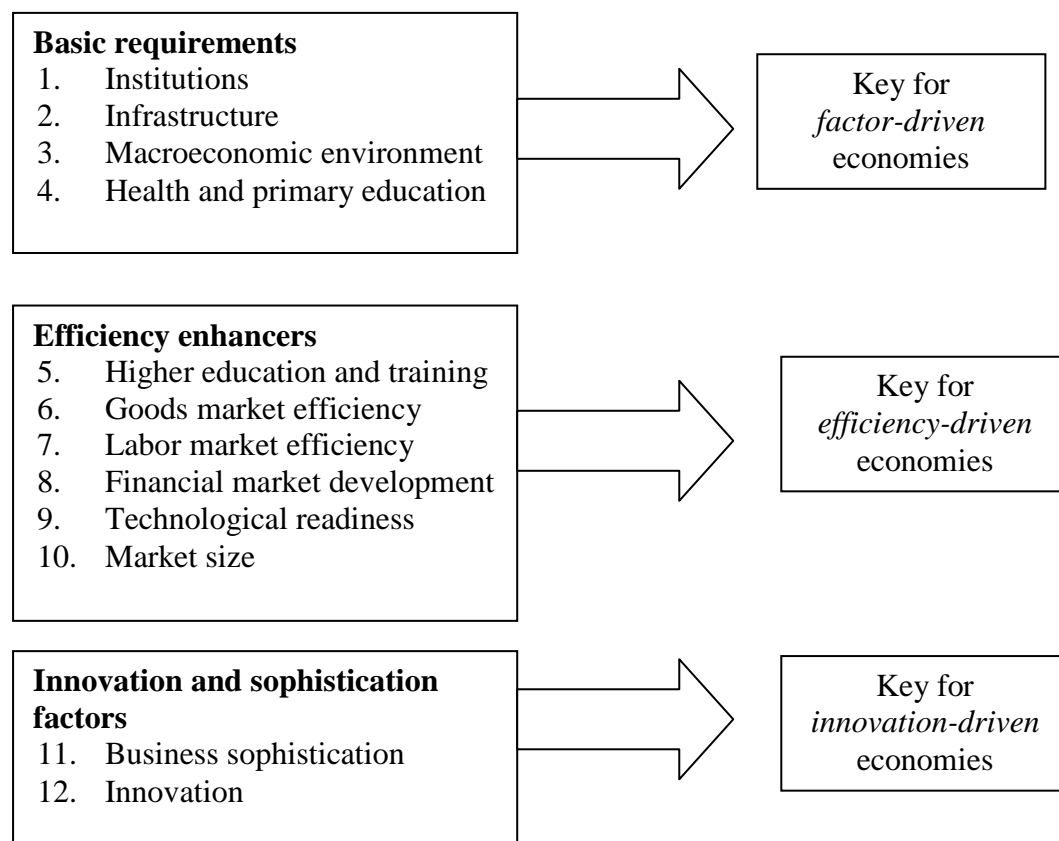 Basic requirements
1. Institutions
2. Infrastructure
3. Macroeconomic environment
4. Health and primary education
Key for
factor-driven
economies
Efficiency enhancers
5. Higher education and training
6. Goods market efficiency
7. Labor market efficiency
8. Financial market development
9. Technological readiness
10. Market size
Key for
efficiency-driven
economies
Innovation and sophistication
factors
11. Business sophistication
12. Innovation
Key for
innovation-driven
economies